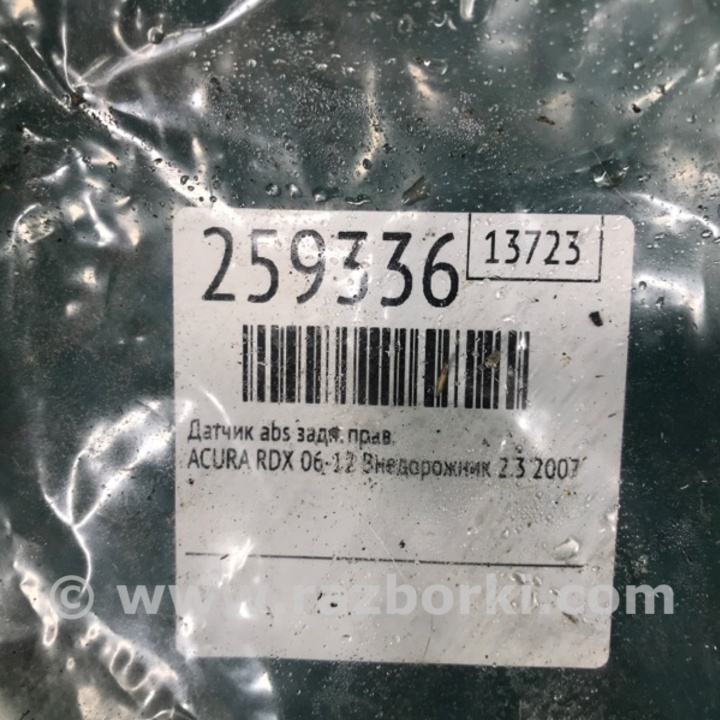 259336
13723
Датчик abs задн. прав.
ACURA RDX 06-12 Внедорожник 2.3 2007
© www.razborki.com